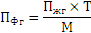 Пфг = Пжг × Т / М